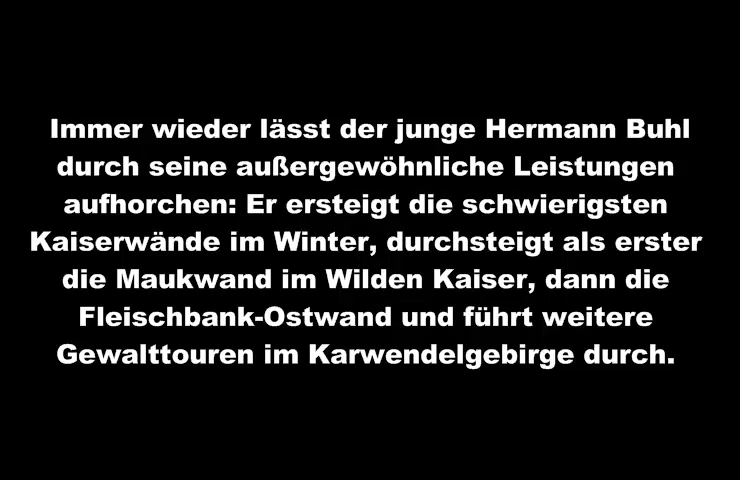 Immer wieder lässt der junge Hermann Buhl
durch seine außergewöhnliche Leistungen
aufhorchen: Er ersteigt die schwierigsten
Kaiserwände im Winter, durchsteigt als erster
die Maukwand im Wilden Kaiser, dann die
Fleischbank-Ostwand und führt weitere
Gewalttouren im Karwendelgebirge durch.